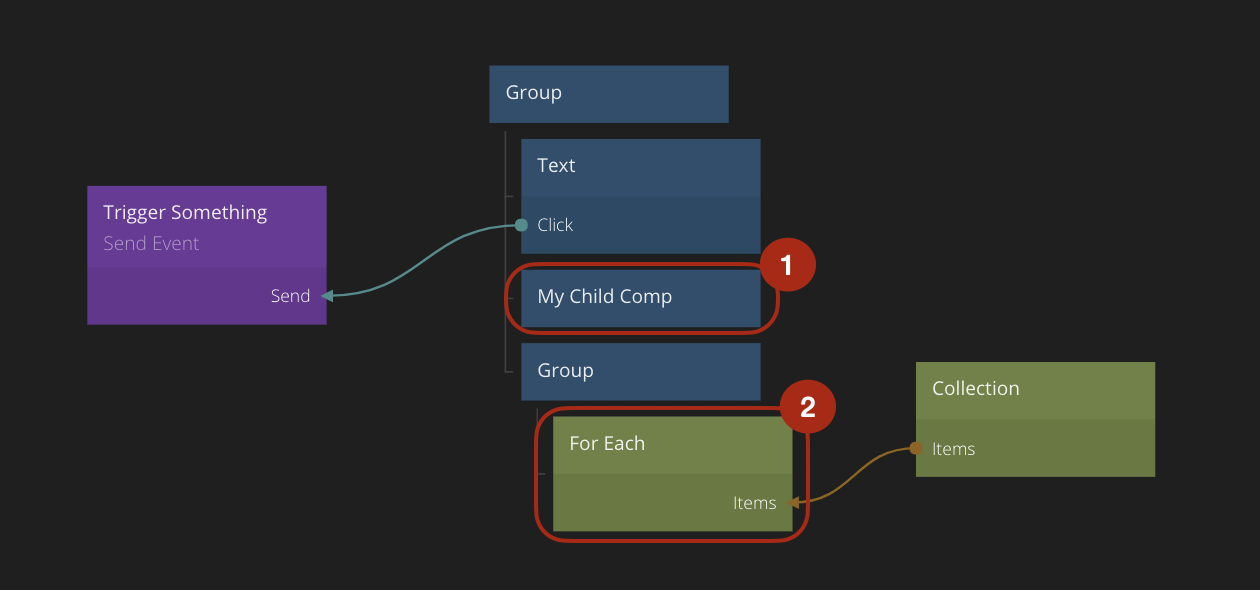 Group
Text
Click
Trigger Something
Send Event
Send
1
My Child Comp
Group
2
For Each
Items
Collection
Items